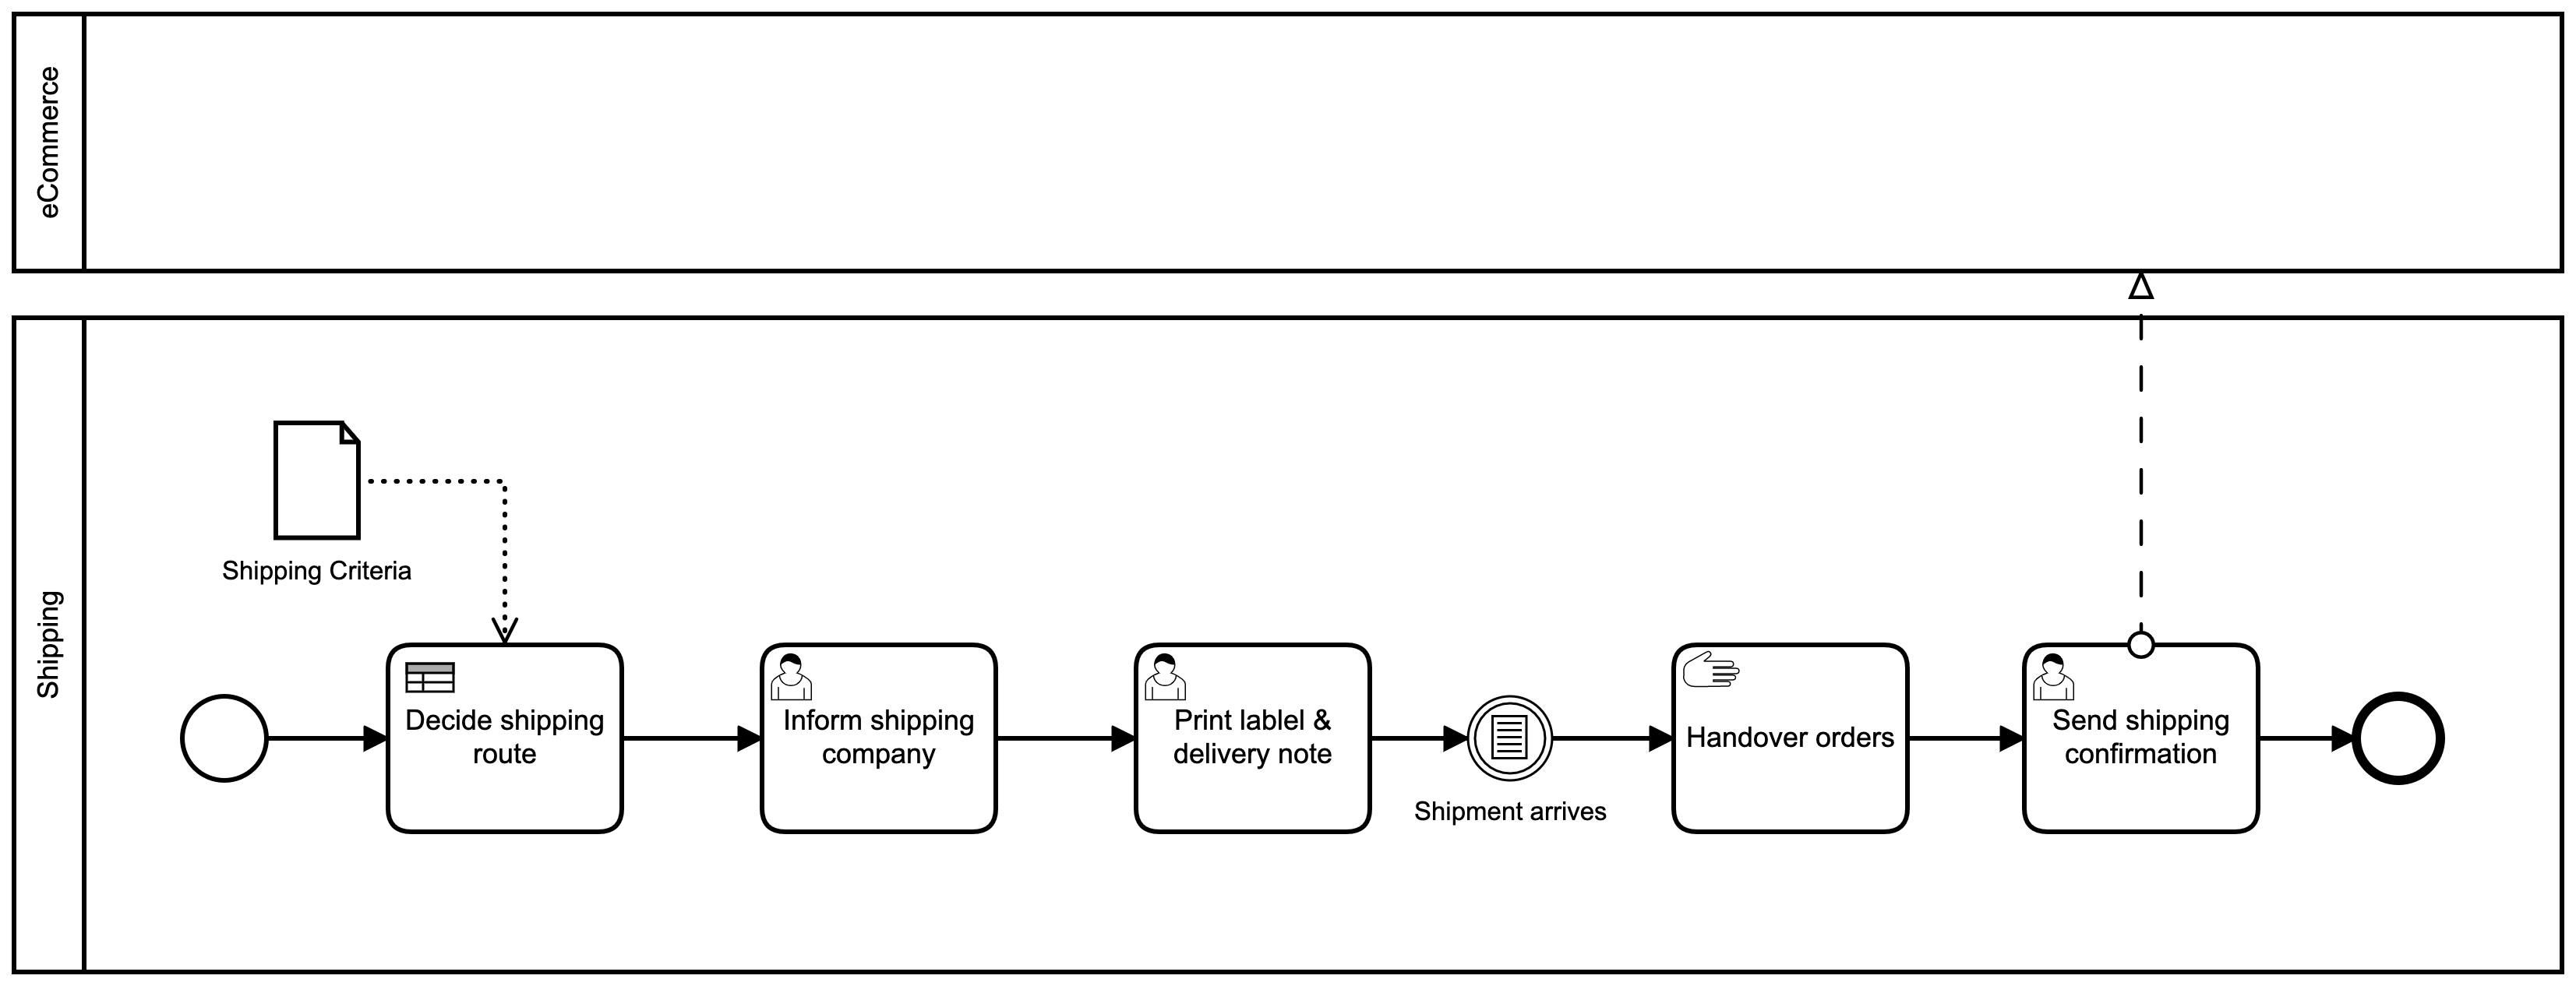 eCommerce
Shipping
Shipping Criteria
Decide shipping
route
Inform shipping
company
Print lablel &
delivery note
Shipment arrives
Handover orders
Send shipping
confirmation